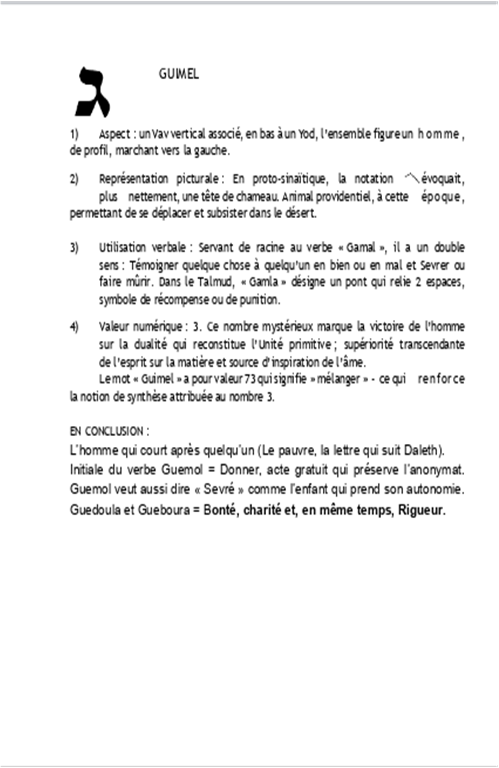 ג GUIMEL
1) Aspect : un Vav vertical associé, en bas à un Yod, l'ensemble figure un homme,
de profil, marchant vers la gauche.
2) Représentation picturale : En proto-sinaïtique, la notation évoquait,
plus nettement, une tête de chameau. Animal providentiel, à cette époque,
permettant de se déplacer et subsister dans le désert.
3) Utilisation verbale : Servant de racine au verbe « Gamal », il a un double
sens : Témoigner quelque chose à quelqu'un en bien ou en mal et Sevrer ou
faire mûrir. Dans le Talmud, « Gamla » désigne un pont qui relie 2 espaces,
symbole de récompense ou de punition.
4) Valeur numérique : 3. Ce nombre mystérieux marque la victoire de l'homme
sur la dualité qui reconstitue l'Unité primitive ; supériorité transcendante
de l'esprit sur la matière et source d'inspiration de l'âme.
Le mot « Guimel » a pour valeur 73 qui signifie » mélanger » - ce qui renforce
la notion de synthèse attribuée au nombre 3.
EN CONCLUSION :
L'homme qui court après quelqu'un (Le pauvre, la lettre qui suit Daleth).
Initiale du verbe Guemol = Donner, acte gratuit qui préserve l'anonymat.
Guemol veut aussi dire « Sevré » comme l'enfant qui prend son autonomie.
Guedoula et Gueboura = Bonté, charité et, en même temps, Rigueur.